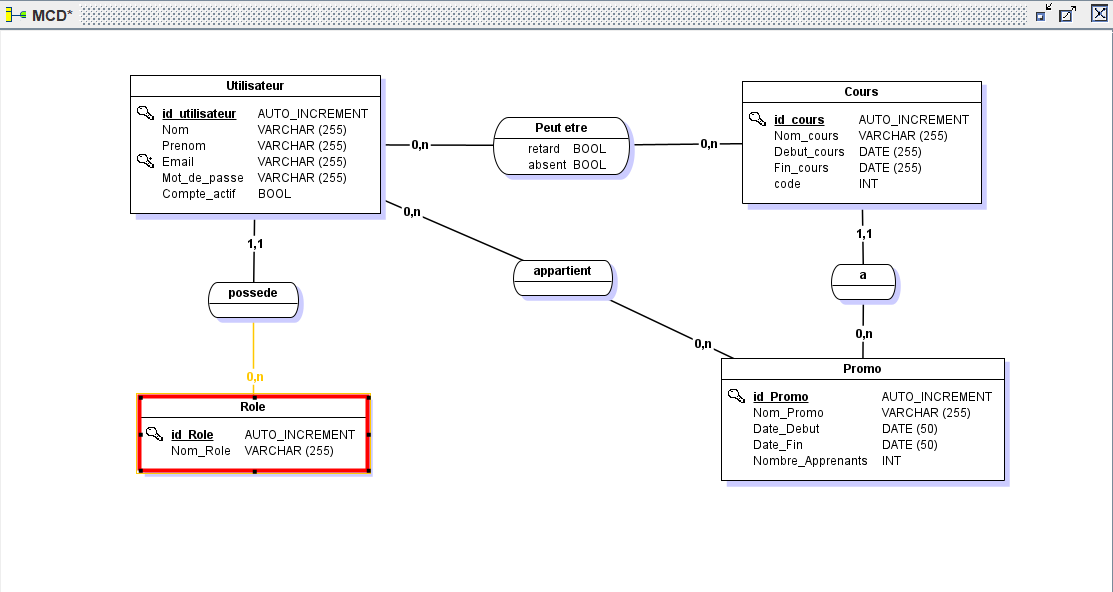 MCD*
Utilisateur
id_utilisateur AUTO_INCREMENT
Nom VARCHAR (255)
Prenom VARCHAR (255)
Email VARCHAR (255)
Mot_de_passe VARCHAR (255)
Compte_actif BOOL
0,n
Peut etre
retard BOOL
absent BOOL
0,n
Cours
id_cours AUTO_INCREMENT
Nom_cours VARCHAR (255)
Debut_cours DATE (255)
Fin_cours DATE (255)
code INT
0,n
1,1
1,1
appartient
a
possede
0,n
0,n
0,n
Promo
id_Promo AUTO_INCREMENT
Nom_Promo VARCHAR (255)
Date_Debut DATE (50)
Date_Fin DATE (50)
Nombre_Apprenants INT
Role
id_Role AUTO_INCREMENT
Nom_Role VARCHAR (255)